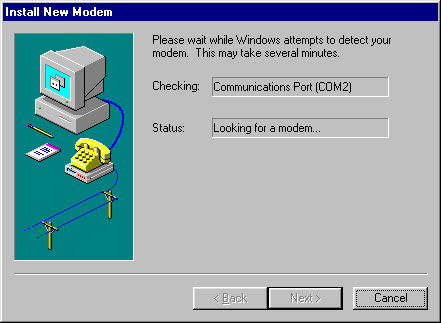 Install New Modem
Please wait while Windows attempts to detect your
modem. This may take several minutes.
Checking: Communications Port (COM2)
Status: Looking for a modem...
< Back Next > Cancel